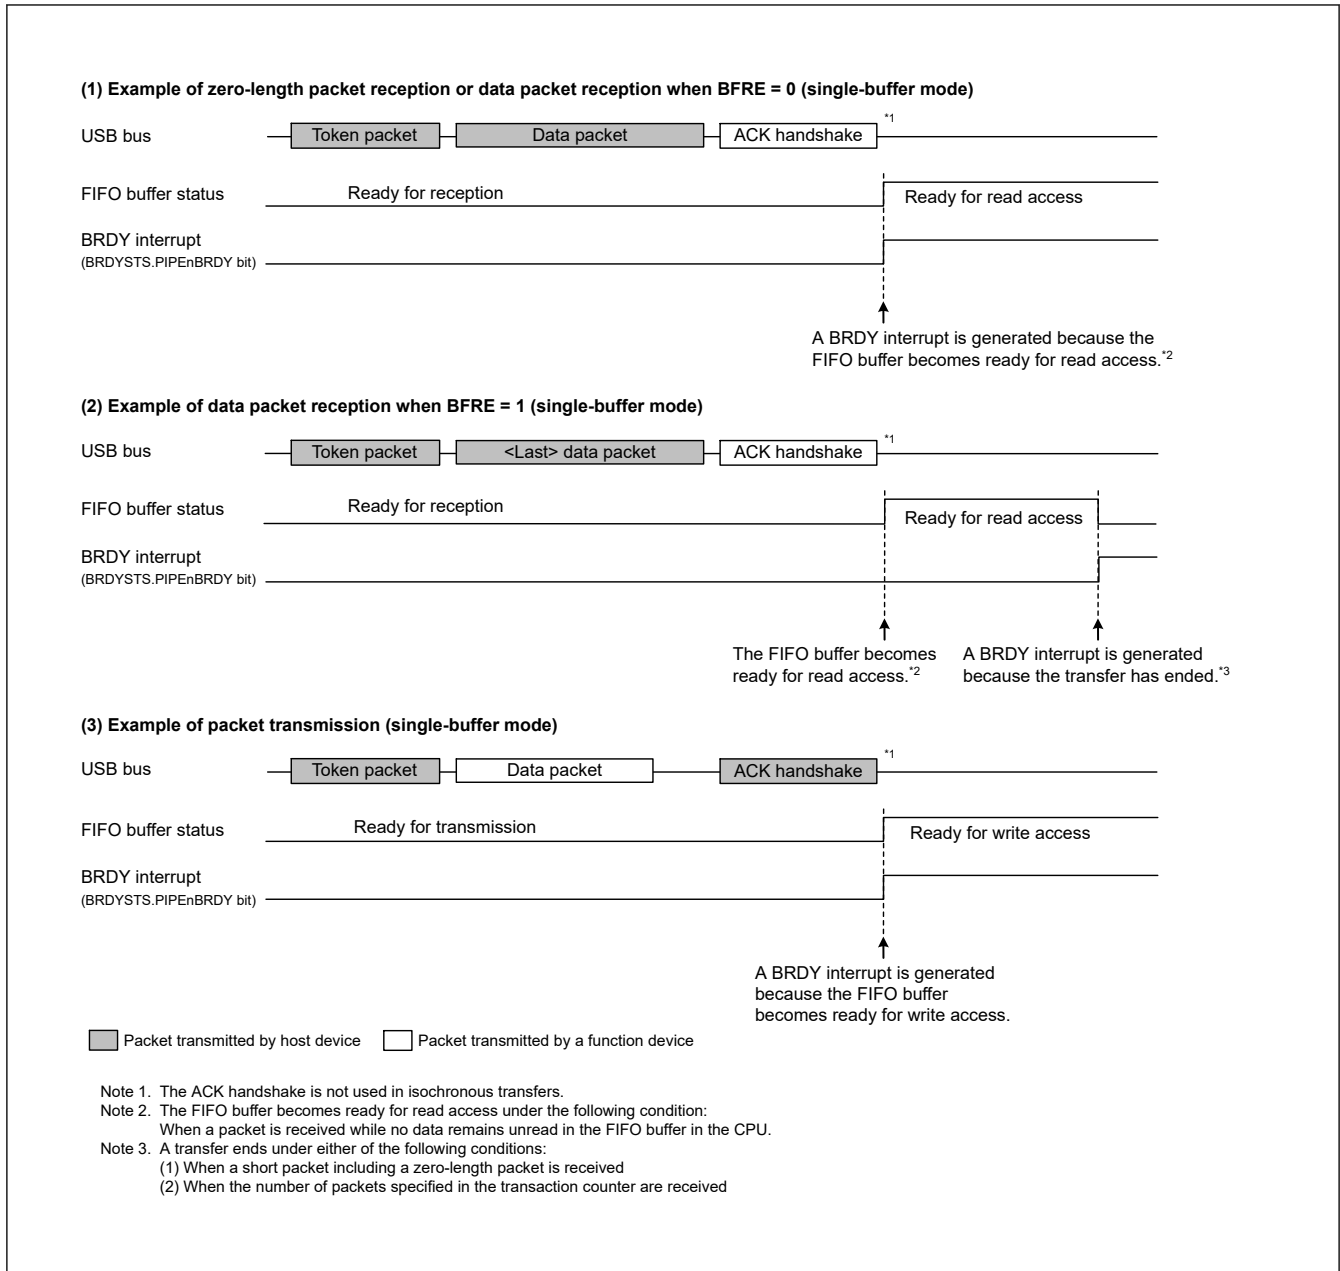 (1) Example of zero-length packet reception or data packet reception when BFRE = 0 (single-buffer mode)
USB bus
Token packet
Data packet
ACK handshake
*1
FIFO buffer status
Ready for reception
Ready for read access
BRDY interrupt
(BRDYSTS.PIPEnBRDY bit)
A BRDY interrupt is generated because the
FIFO buffer becomes ready for read access.*2
(2) Example of data packet reception when BFRE = 1 (single-buffer mode)
USB bus
Token packet
<Last> data packet
ACK handshake
*1
FIFO buffer status
Ready for reception
Ready for read access
BRDY interrupt
(BRDYSTS.PIPEnBRDY bit)
The FIFO buffer becomes
ready for read access.*2
A BRDY interrupt is generated
because the transfer has ended.*3
(3) Example of packet transmission (single-buffer mode)
USB bus
Token packet
Data packet
ACK handshake
*1
FIFO buffer status
Ready for transmission
Ready for write access
BRDY interrupt
(BRDYSTS.PIPEnBRDY bit)
A BRDY interrupt is generated
because the FIFO buffer
becomes ready for write access.
Packet transmitted by host device
Packet transmitted by a function device
Note 1. The ACK handshake is not used in isochronous transfers.
Note 2. The FIFO buffer becomes ready for read access under the following condition:
When a packet is received while no data remains unread in the FIFO buffer in the CPU.
Note 3. A transfer ends under either of the following conditions:
(1) When a short packet including a zero-length packet is received
(2) When the number of packets specified in the transaction counter are received